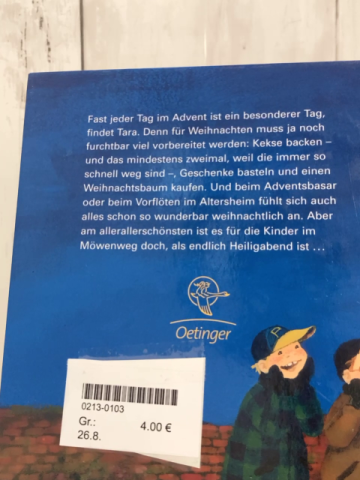 Fast jeder Tag im Advent ist ein besonderer Tag,
findet Tara. Denn für Weihnachten muss ja noch
furchtbar viel vorbereitet werden: Kekse backen –
und das mindestens zweimal, weil die immer so
schnell weg sind –, Geschenke basteln und einen
Weihnachtsbaum kaufen. Und beim Adventsbasar
oder beim Vorflöten im Altersheim fühlt sich auch
alles schon so wunderbar weihnachtlich an. Aber
am allerallerschönsten ist es für die Kinder im
Möwenweg doch, als endlich Heiligabend ist ...
Oetinger
0213-0103
Gr.: 4.00 €
26.8.
P